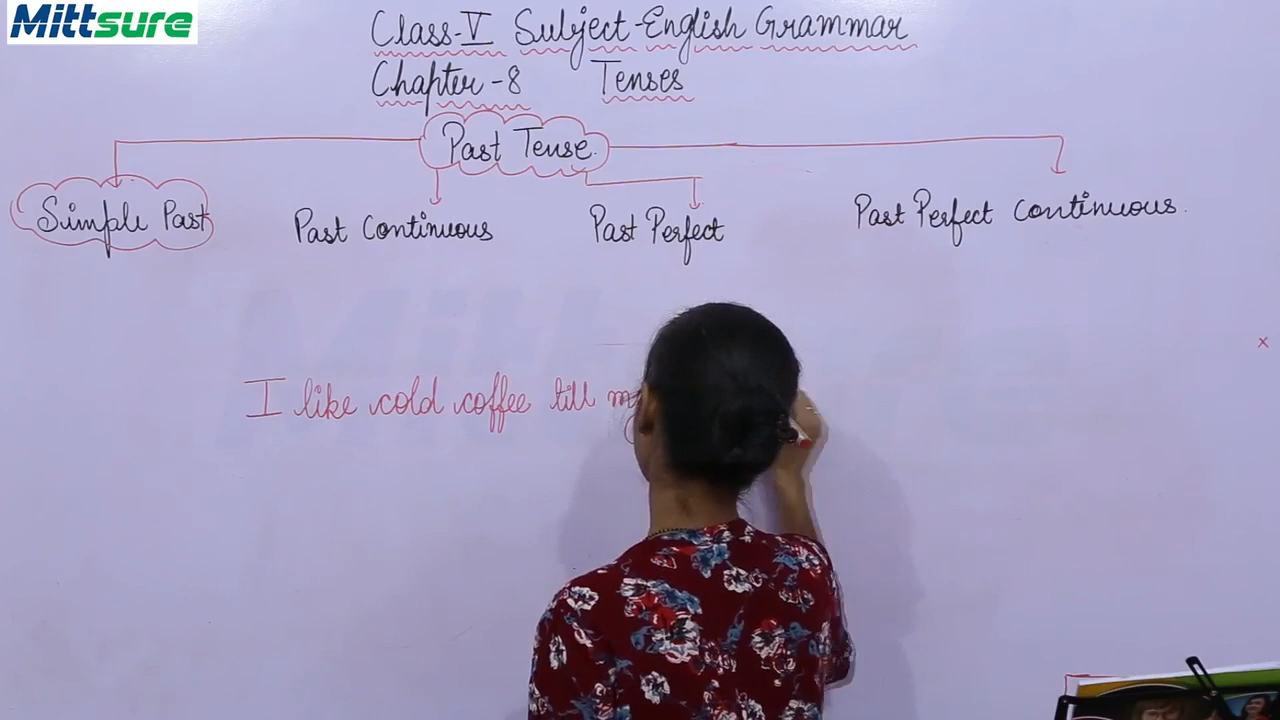 Mittsure
Class-V Subject-English Grammar
Chapter-8 Tenses
Past Tense.
Simple Past
Past Continuous
Past Perfect
Past Perfect Continuous.
I like cold coffee till
x